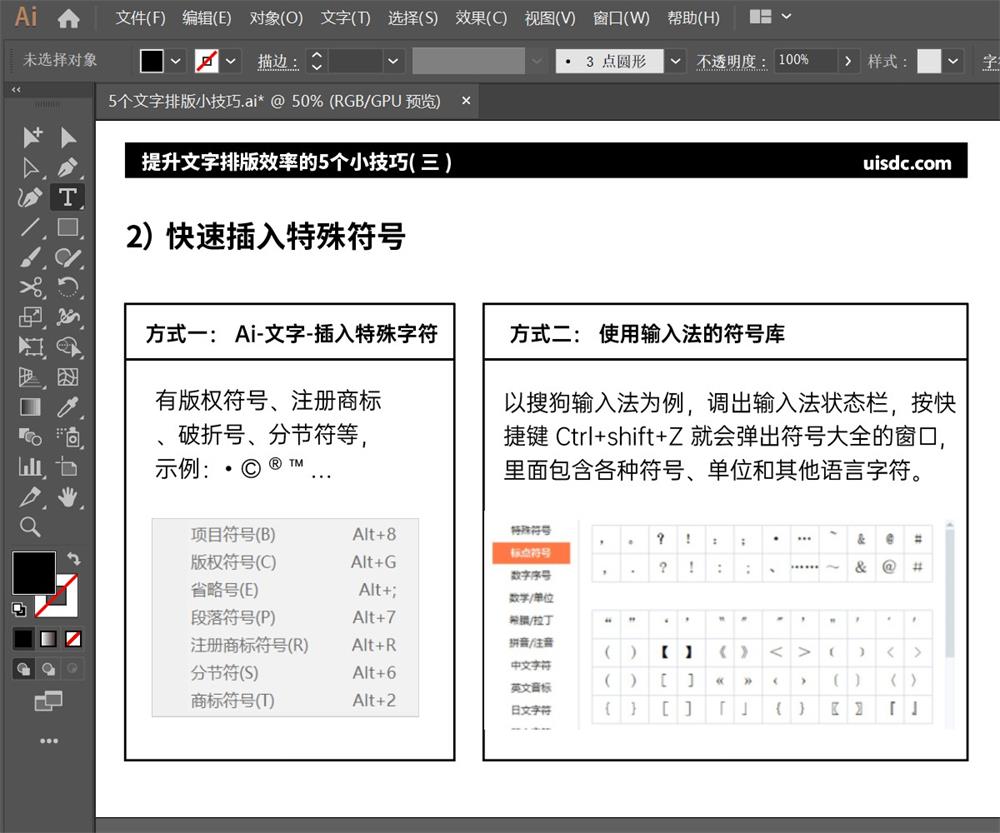 Ai
文件(F) 编辑(E) 对象(O) 文字(T) 选择(S) 效果(C) 视图(V) 窗口(W) 帮助(H)
未选择对象 描边： • 3 点圆形 不透明度： 100% 样式：
5个文字排版小技巧.ai* @ 50% (RGB/GPU 预览) ×
提升文字排版效率的5个小技巧( 三 ) uisdc.com
2) 快速插入特殊符号
方式一： Ai-文字-插入特殊字符
有版权符号、注册商标
、破折号、分节符等，
示例：• © ® ™ …
项目符号(B) Alt+8
版权符号(C) Alt+G
省略号(E) Alt+;
段落符号(P) Alt+7
注册商标符号(R) Alt+R
分节符(S) Alt+6
商标符号(T) Alt+2
方式二： 使用输入法的符号库
以搜狗输入法为例，调出输入法状态栏，按快
捷键 Ctrl+shift+Z 就会弹出符号大全的窗口，
里面包含各种符号、单位和其他语言字符。
特殊符号
标点符号
数字序号
数学/单位
希腊/拉丁
拼音/注音
中文字符
英文音标
日文字符
， 。 ? ! : ; • … ~ & @ #
， . ？ ！ ： ； 、 …… ～ ＆ ＠ ＃
( ) 【 】 《 》 < > ( ) < >
( ) [ ] « » ‹ › ( ) 〈 〉
{ } [ ] 「 」 { } 〖 〗 『 』